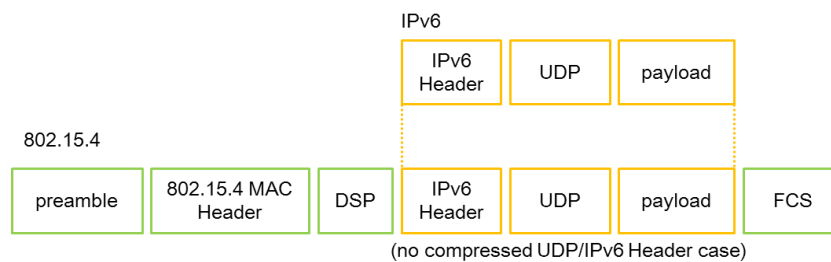 IPv6
IPv6
Header
UDP
payload
802.15.4
preamble
802.15.4 MAC
Header
DSP
IPv6
Header
UDP
payload
FCS
(no compressed UDP/IPv6 Header case)